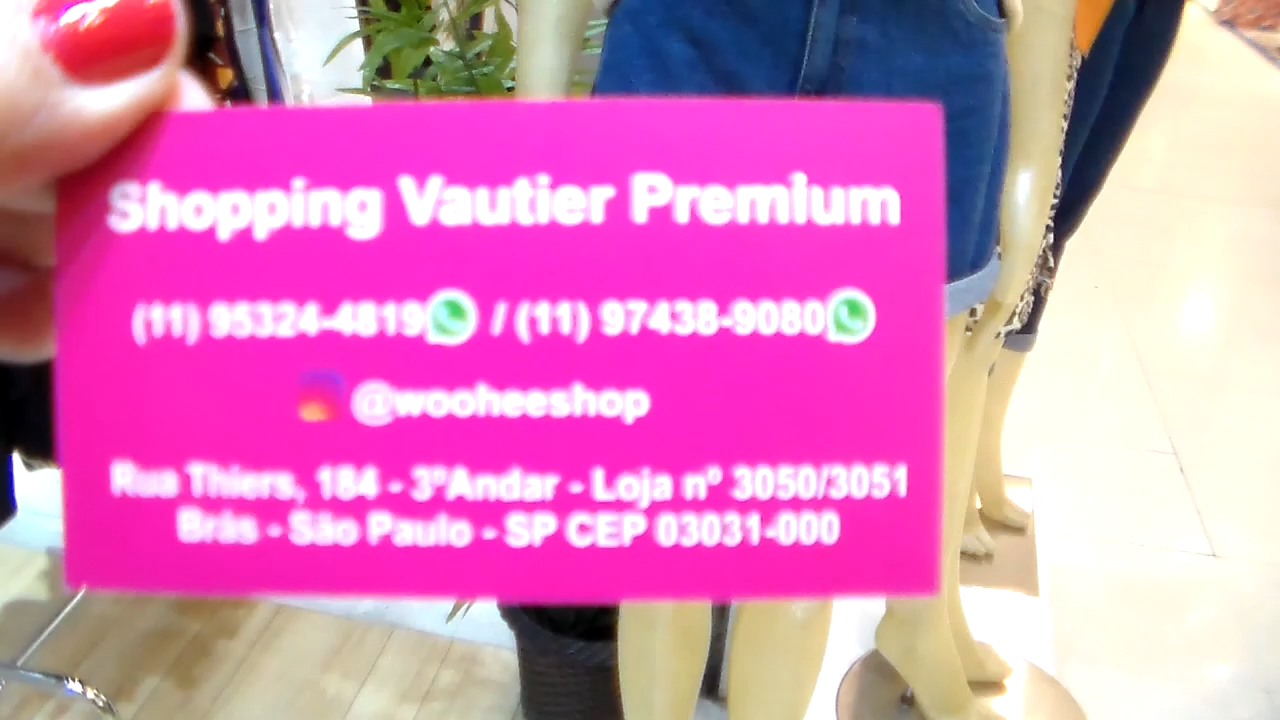 Shopping Vautier Premium
(11) 95324-4819 / (11) 97438-9080
@wooheeshop
Rua Thiers, 184 - 3ºAndar - Loja nº 3050/3051
Brás - São Paulo - SP CEP 03031-000